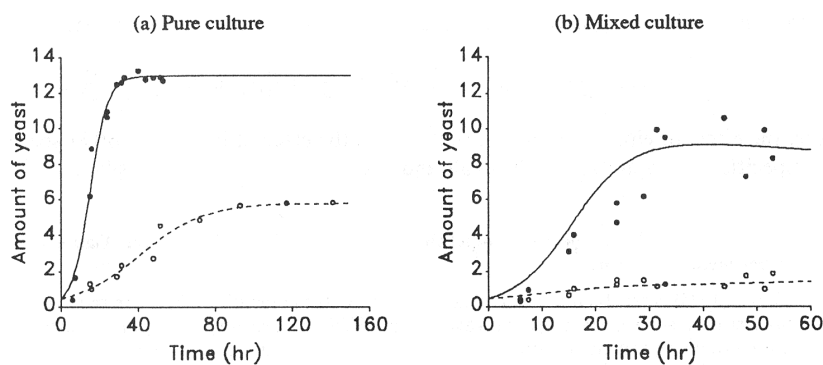 (a) Pure culture
14
12
10
8
6
4
2
0
Amount of yeast
0 40 80 120 160
Time (hr)
(b) Mixed culture
14
12
10
8
6
4
2
0
Amount of yeast
0 10 20 30 40 50 60
Time (hr)